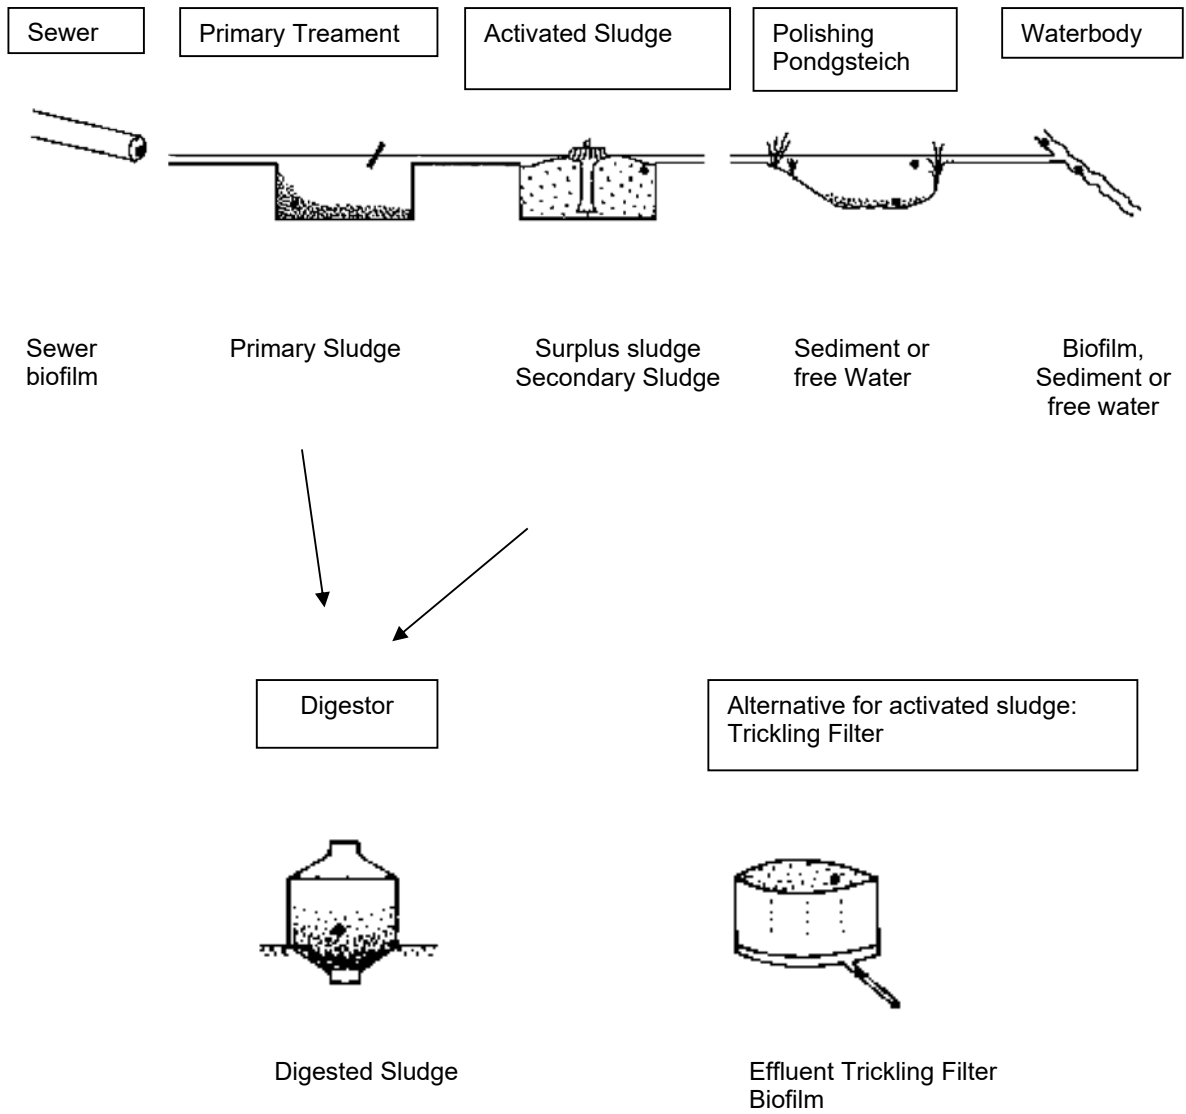 Sewer
Primary Treament
Activated Sludge
Polishing
Pondgsteich
Waterbody
Sewer
biofilm
Primary Sludge
Surplus sludge
Secondary Sludge
Sediment or
free Water
Biofilm,
Sediment or
free water
Digestor
Alternative for activated sludge:
Trickling Filter
Digested Sludge
Effluent Trickling Filter
Biofilm